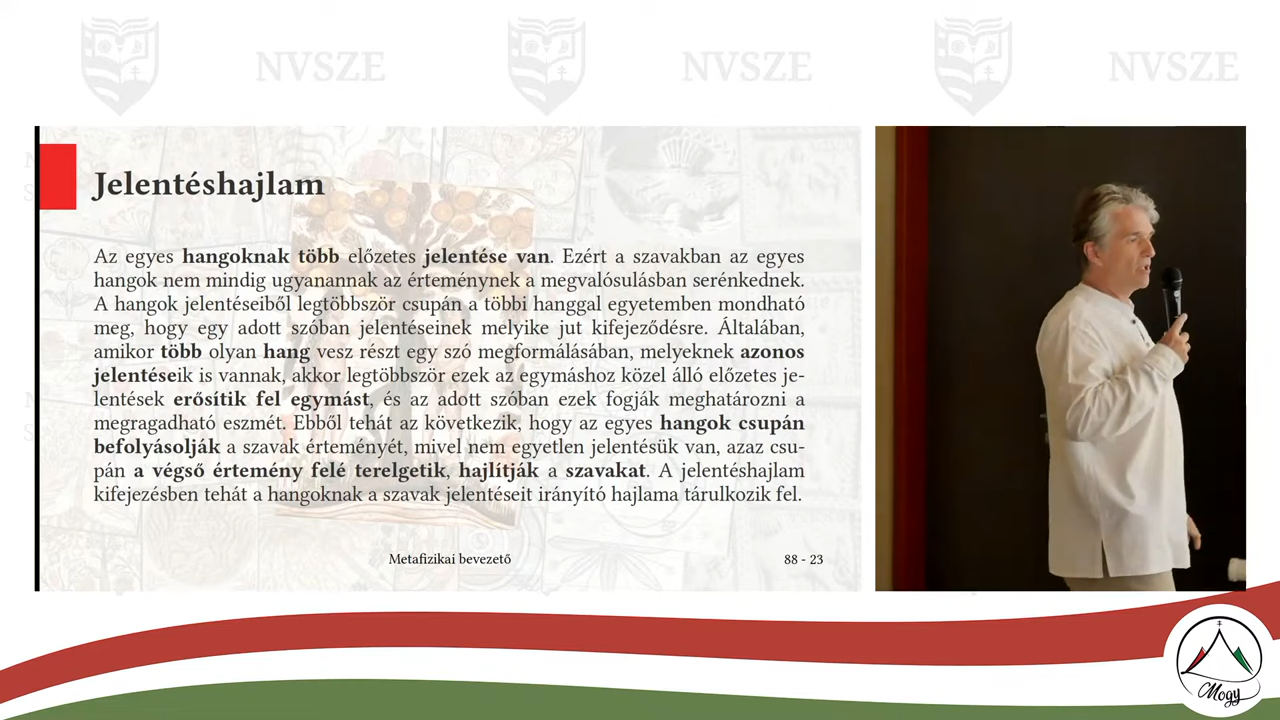 NVSZE NVSZE NVSZE
Jelentéshajlam
Az egyes hangoknak több előzetes jelentése van. Ezért a szavakban az egyes
hangok nem mindig ugyanannak az érteménynek a megvalósulásban serénkednek.
A hangok jelentéseiből legtöbbször csupán a többi hanggal egyetemben mondható
meg, hogy egy adott szóban jelentéseinek melyike jut kifejeződésre. Általában,
amikor több olyan hang vesz részt egy szó megformálásában, melyeknek azonos
jelentéseik is vannak, akkor legtöbbször ezek az egymáshoz közel álló előzetes je-
lentések erősítik fel egymást, és az adott szóban ezek fogják meghatározni a
megragadható eszmét. Ebből tehát az következik, hogy az egyes hangok csupán
befolyásolják a szavak érteményét, mivel nem egyetlen jelentésük van, azaz csu-
pán a végső értemény felé terelgetik, hajlítják a szavakat. A jelentéshajlam
kifejezésben tehát a hangoknak a szavak jelentéseit irányító hajlama tárulkozik fel.
Metafizikai bevezető
88 - 23
Mogy